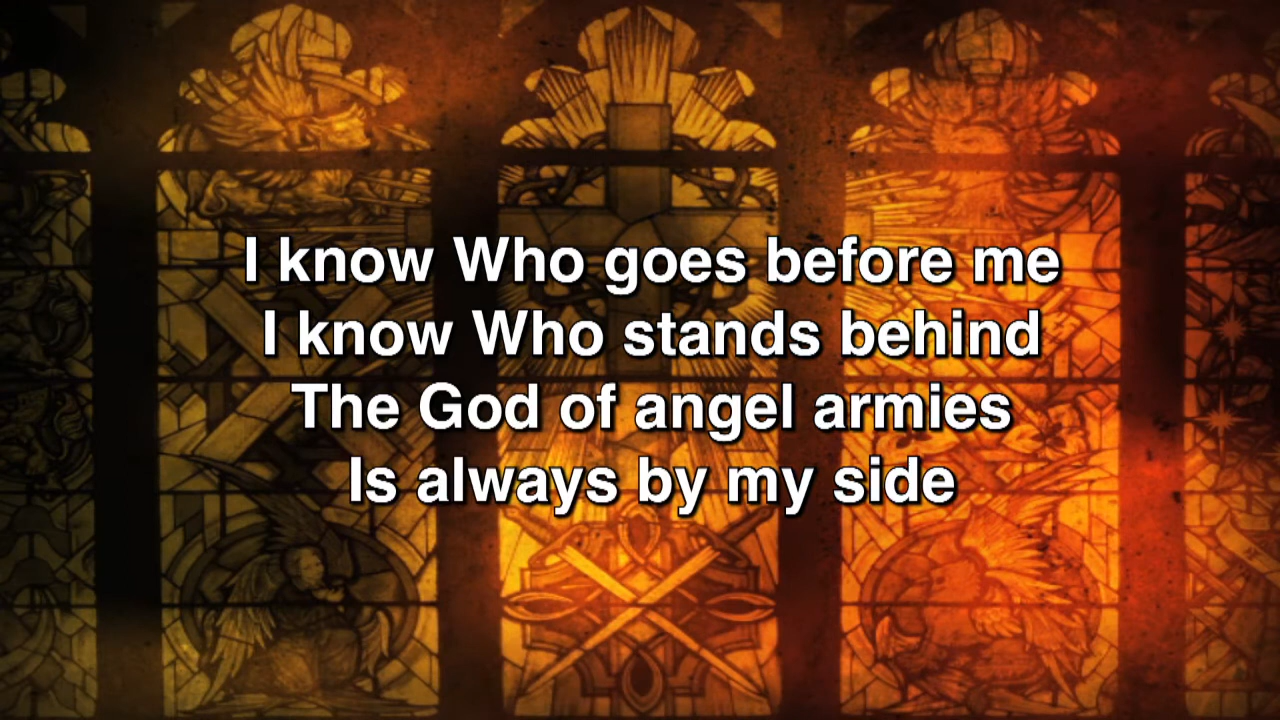 I know Who goes before me
I know Who stands behind
The God of angel armies
Is always by my side